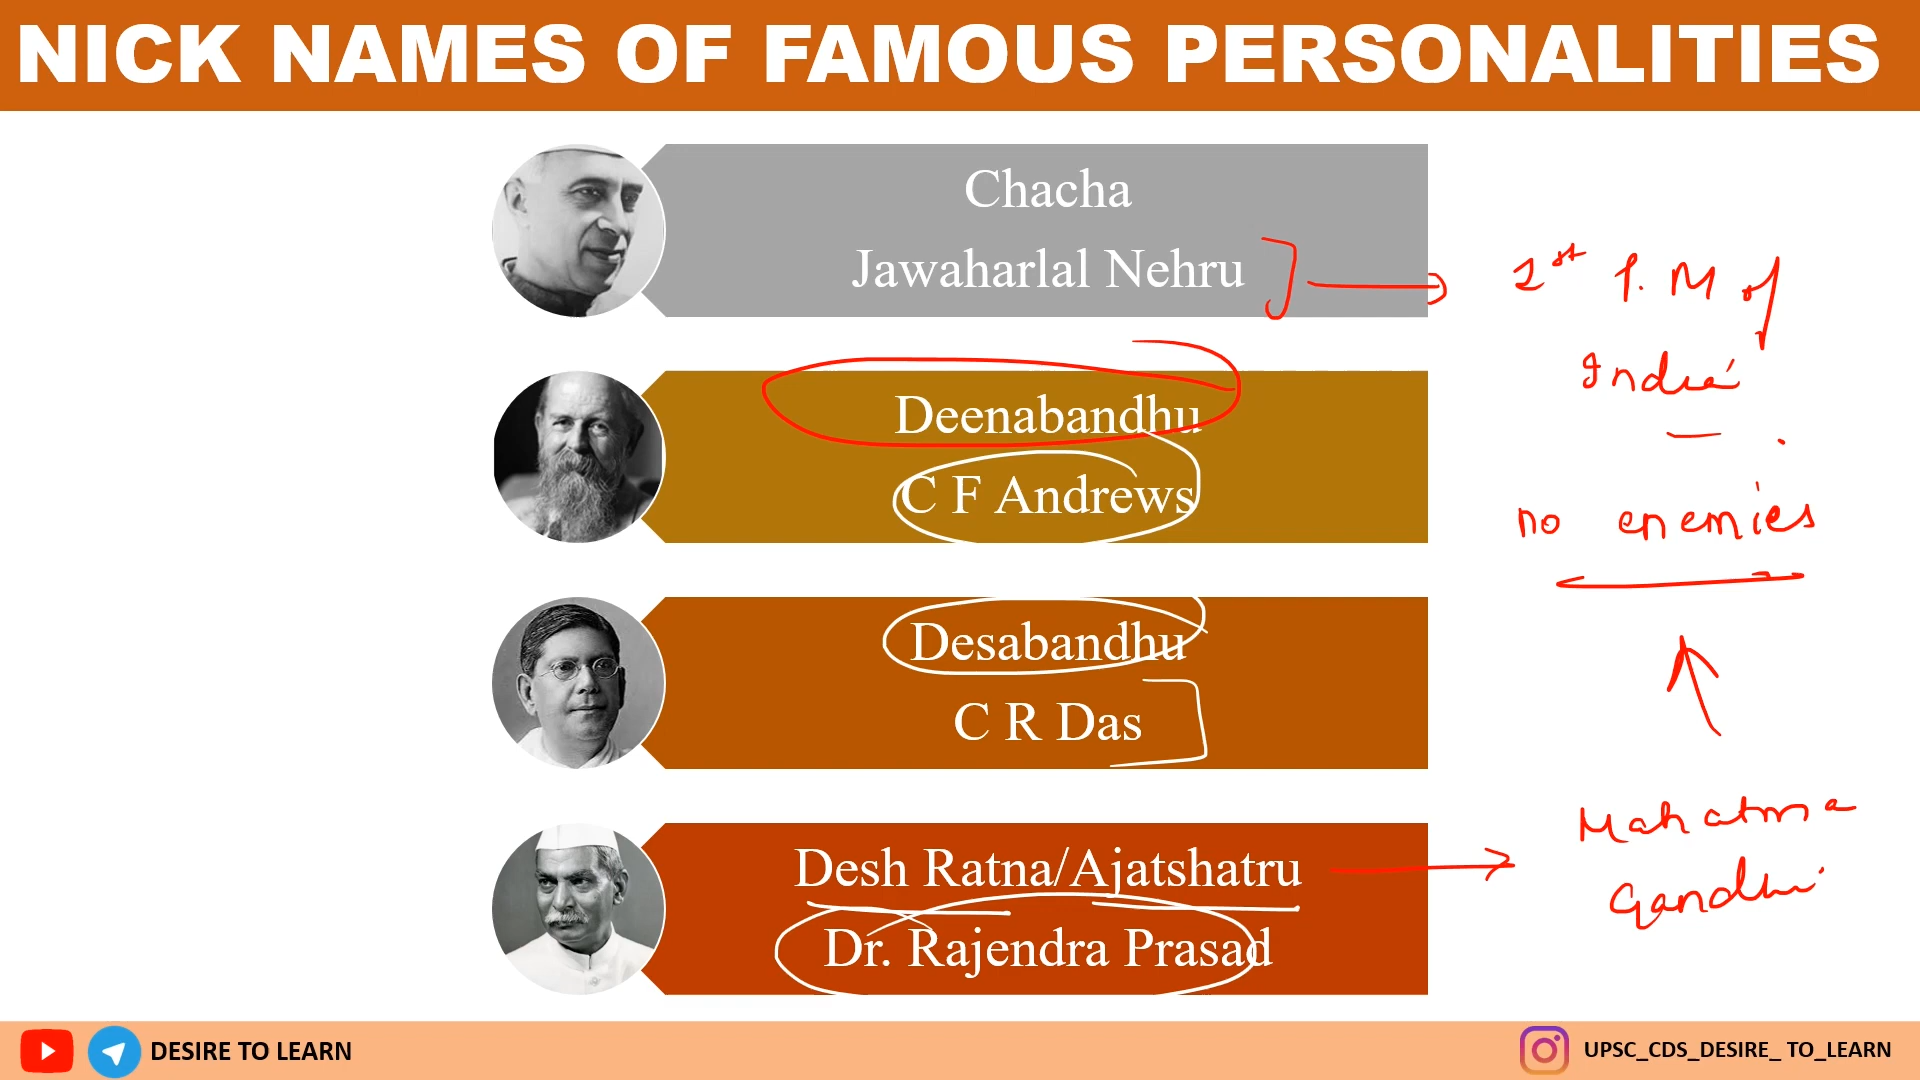 NICK NAMES OF FAMOUS PERSONALITIES
Chacha
Jawaharlal Nehru
1st P.M of
India
Deenabandhu
C F Andrews
no enemies
Desabandhu
C R Das
Desh Ratna/Ajatshatru
Dr. Rajendra Prasad
Mahatma
Gandhi
DESIRE TO LEARN
UPSC_CDS_DESIRE_ TO_LEARN